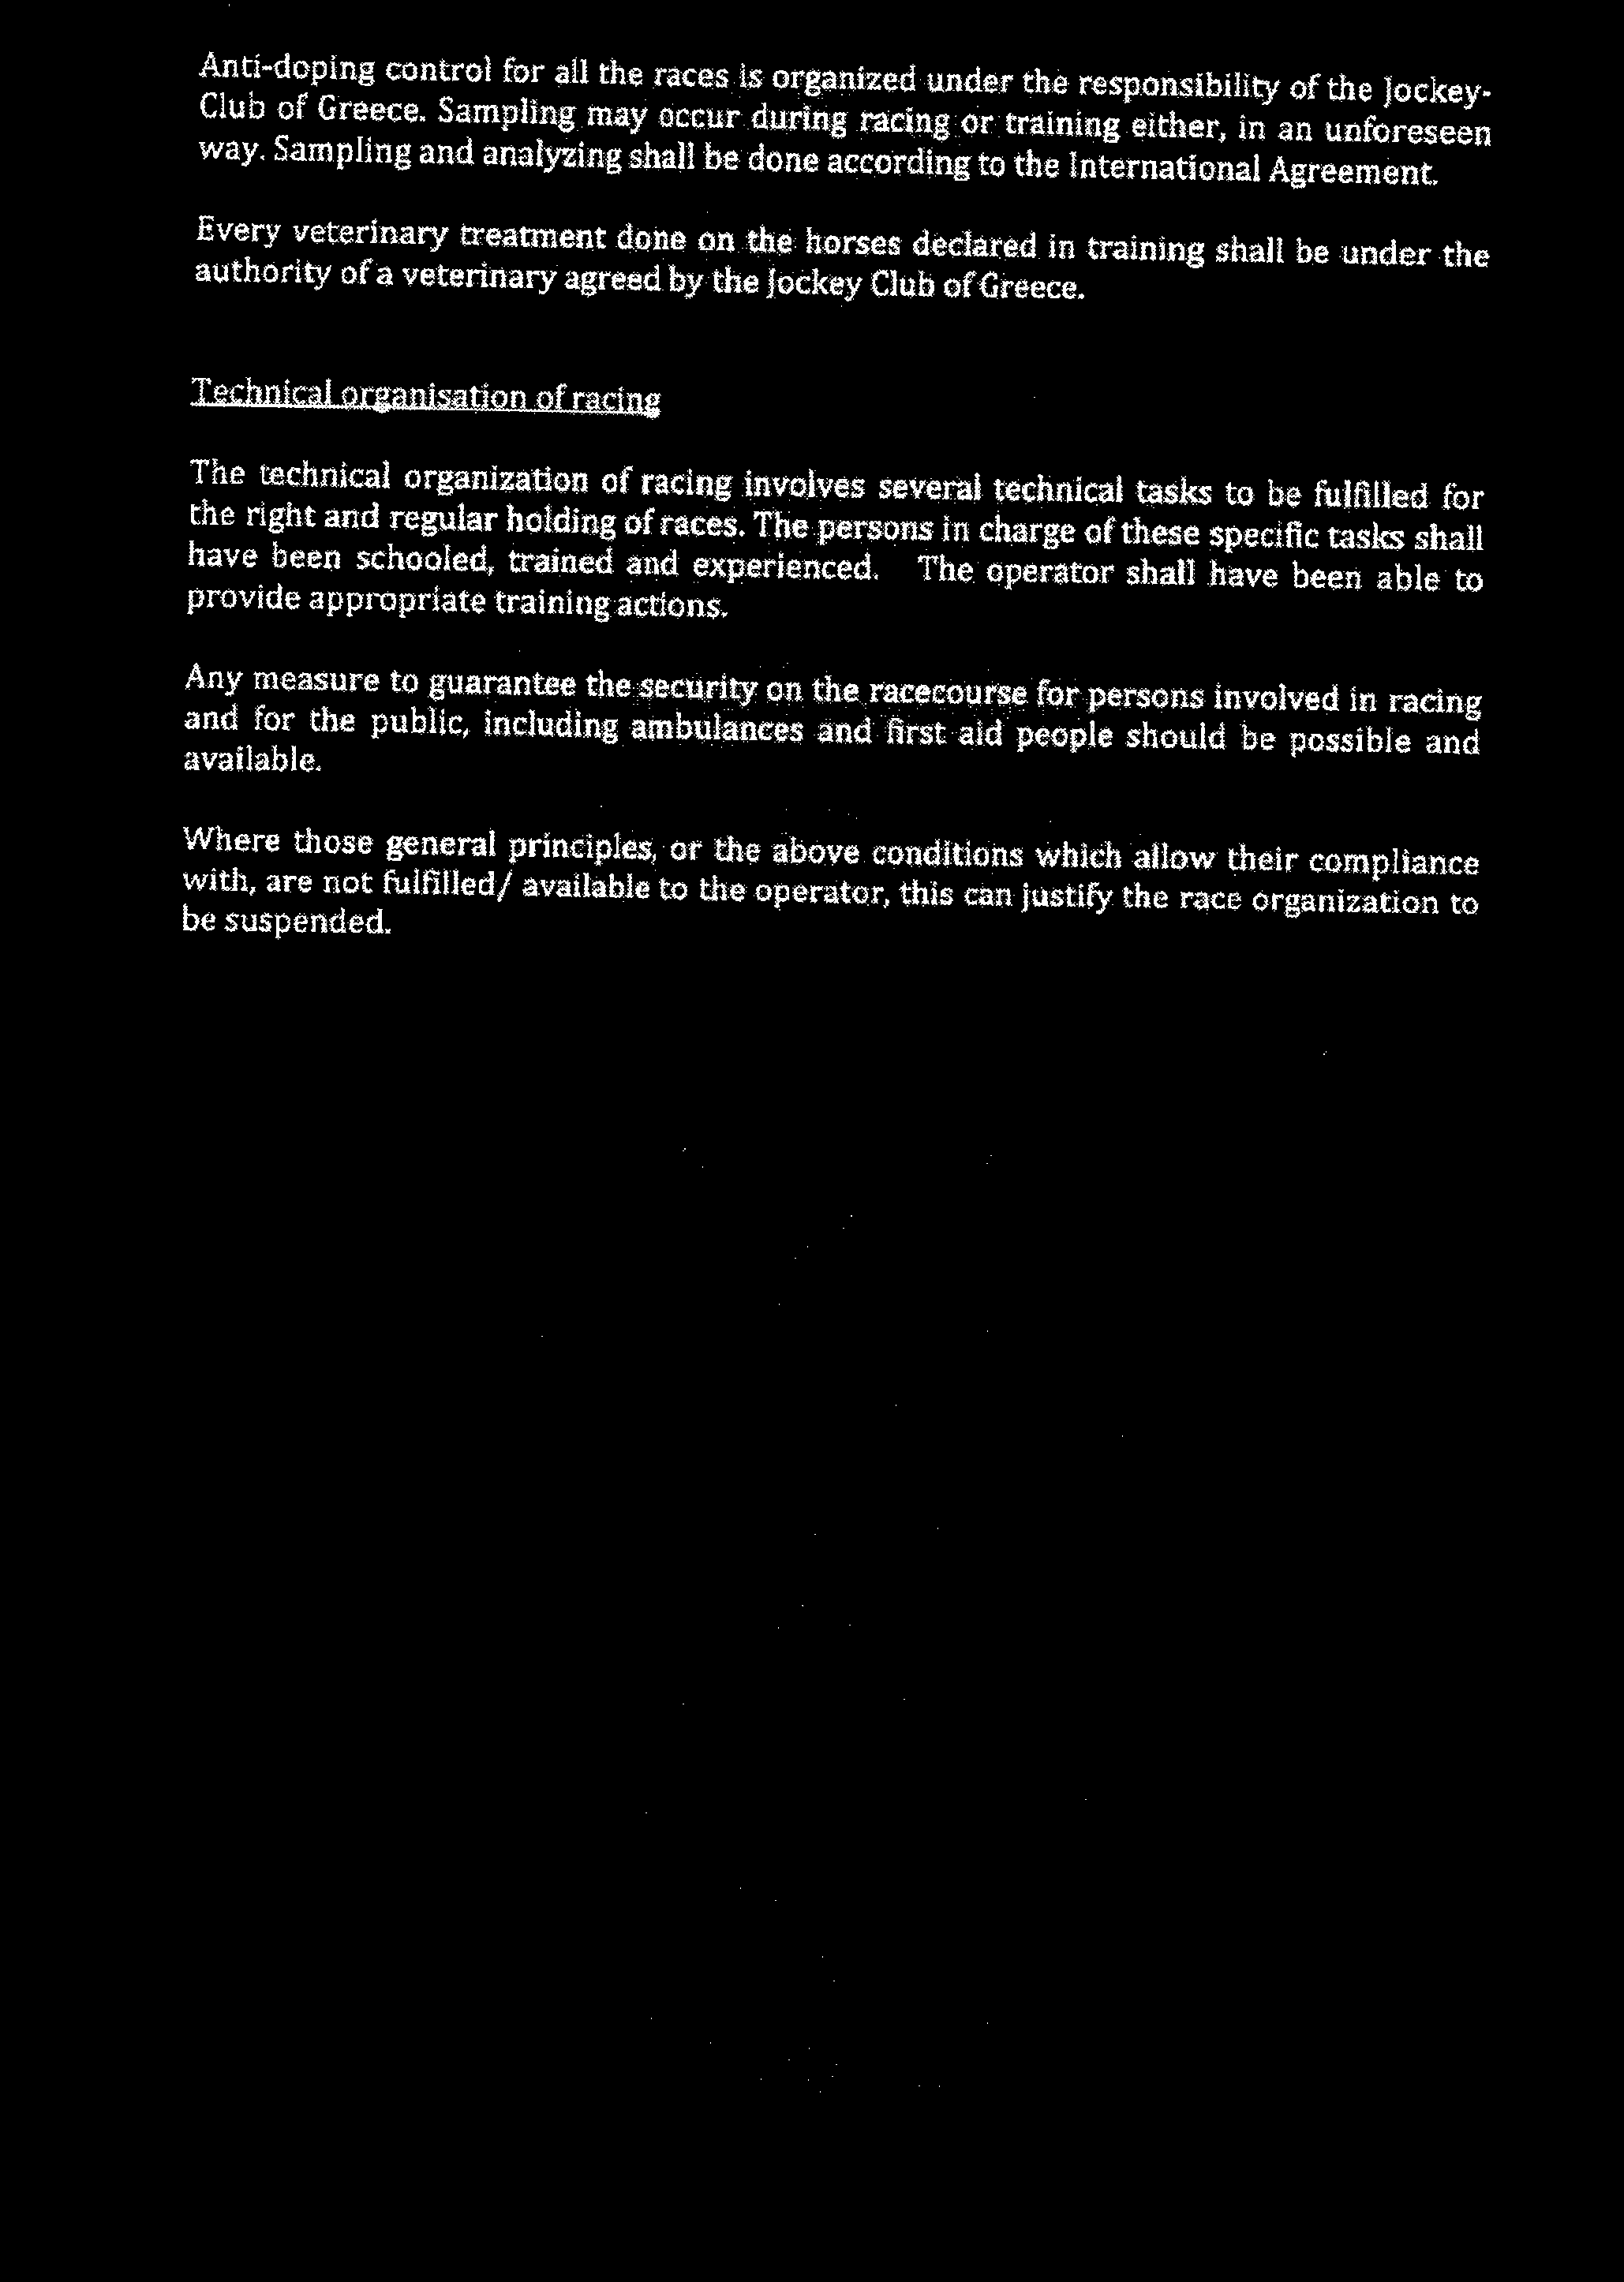 Anti-doping control for all the races is organized under the responsibility of the Jockey-
Club of Greece. Sampling may occur during racing or training either, in an unforeseen
way. Sampling and analyzing shall be done according to the International Agreement.
Every veterinary treatment done on the horses declared in training shall be under the
authority of a veterinary agreed by the Jockey Club of Greece.
Technical organisation of racing
The technical organization of racing involves several technical tasks to be fulfilled for
the right and regular holding of races. The persons in charge of these specific tasks shall
have been schooled, trained and experienced. The operator shall have been able to
provide appropriate training actions.
Any measure to guarantee the security on the racecourse for persons involved in racing
and for the public, including ambulances and first aid people should be possible and
available.
Where those general principles, or the above conditions which allow their compliance
with, are not fulfilled/ available to the operator, this can justify the race organization to
be suspended.